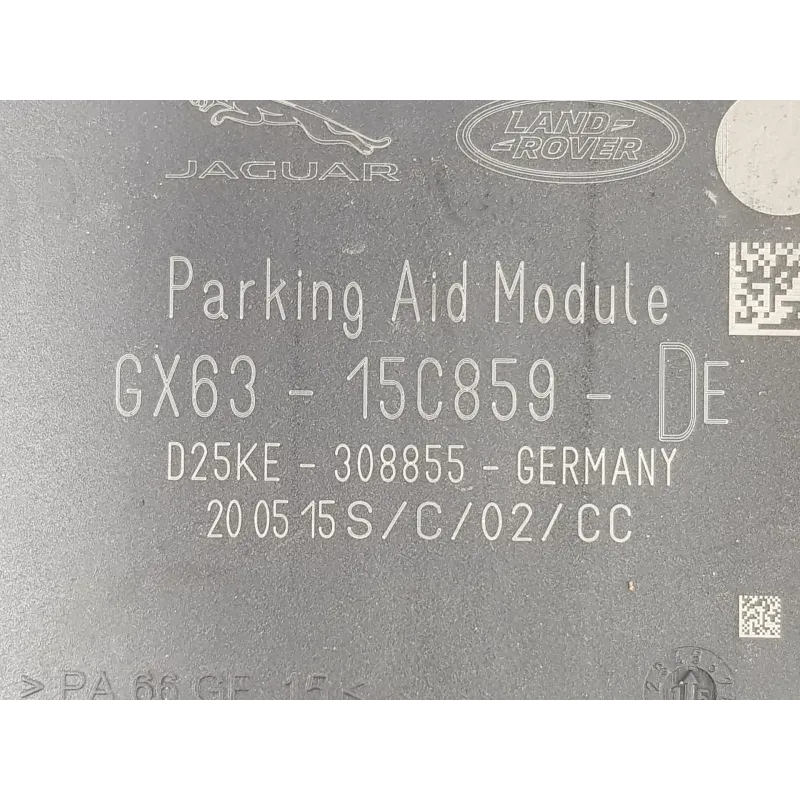 JAGUAR
LAND-
-ROVER
Parking Aid Module
GX63 - 15C859 - DE
D25KE - 308855 - GERMANY
20 05 15 S/C/02/CC
> PA 66 GF 15 <
15